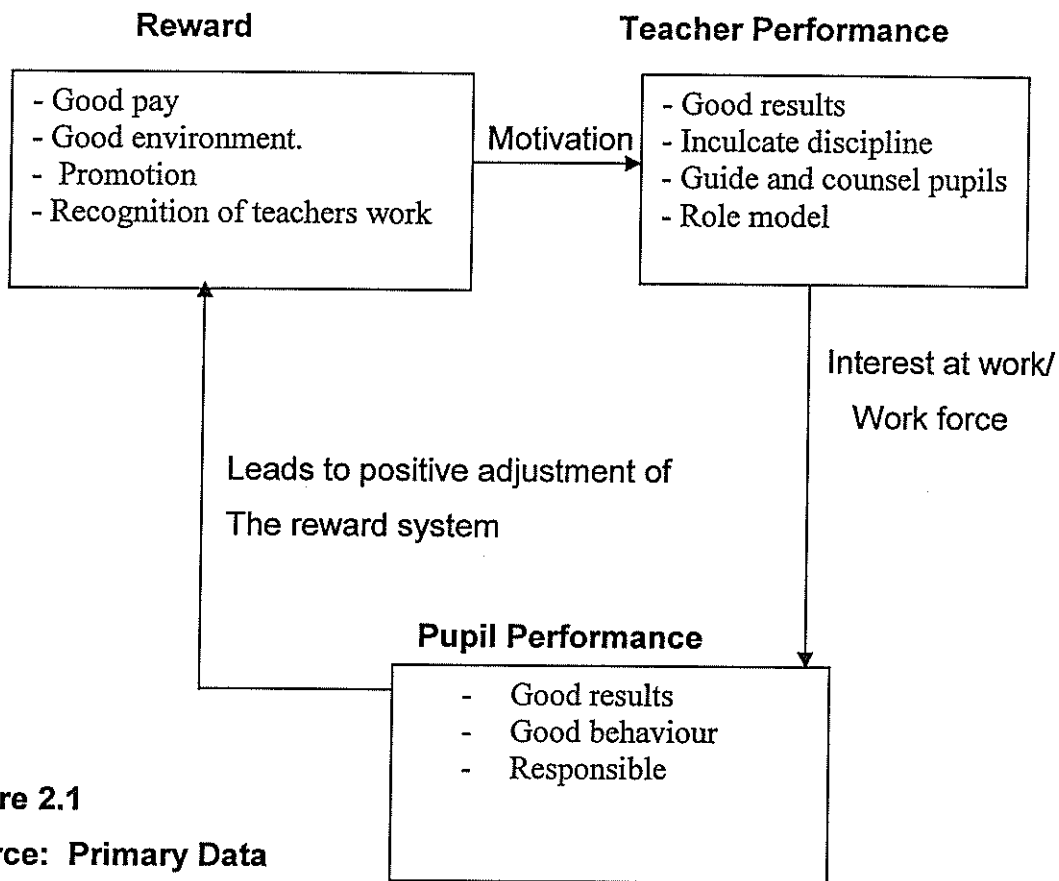 Reward
- Good pay
- Good environment.
- Promotion
- Recognition of teachers work
Motivation
Teacher Performance
- Good results
- Inculcate discipline
- Guide and counsel pupils
- Role model
Interest at work/
Work force
Leads to positive adjustment of
The reward system
Pupil Performance
- Good results
- Good behaviour
- Responsible
re 2.1
rce: Primary Data